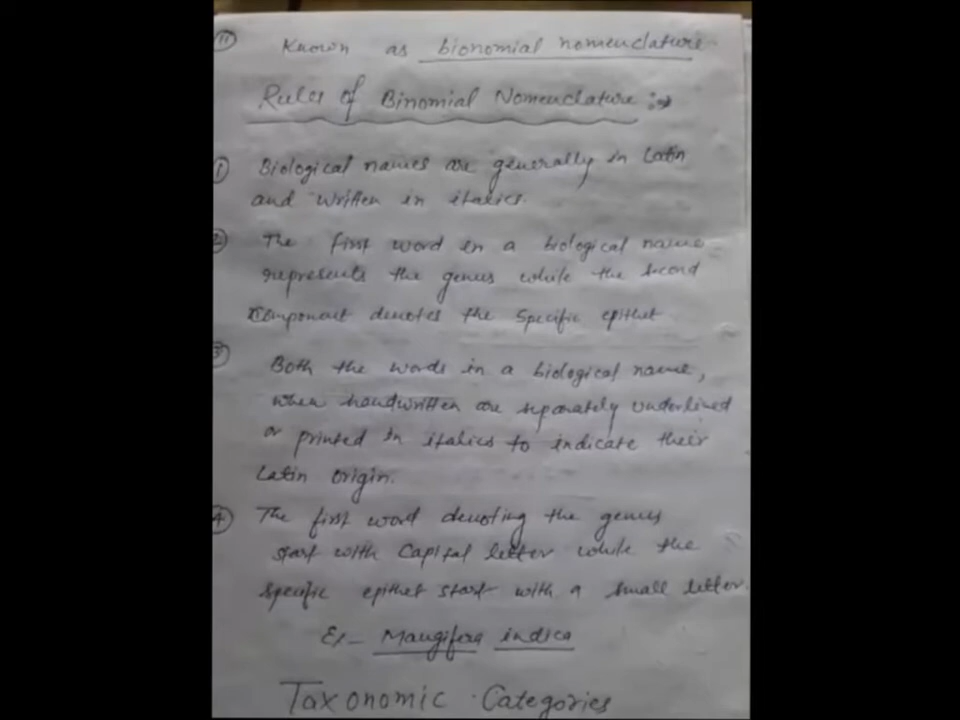 11 Known as bionomial nomenclature
Rules of Binomial Nomenclature :→
1 Biological names are generally in Latin
and written in italics.
2 The first word in a biological name
represents the genus while the second
component denotes the specific epithet
3 Both the words in a biological name,
when handwritten are seperately underlined
or printed in italics to indicate their
Latin origin.
4 The first word denoting the genus
start with Capital letter while the
specific epithet start with a small letter.
Ex- Mangifera indica
Taxonomic Categories